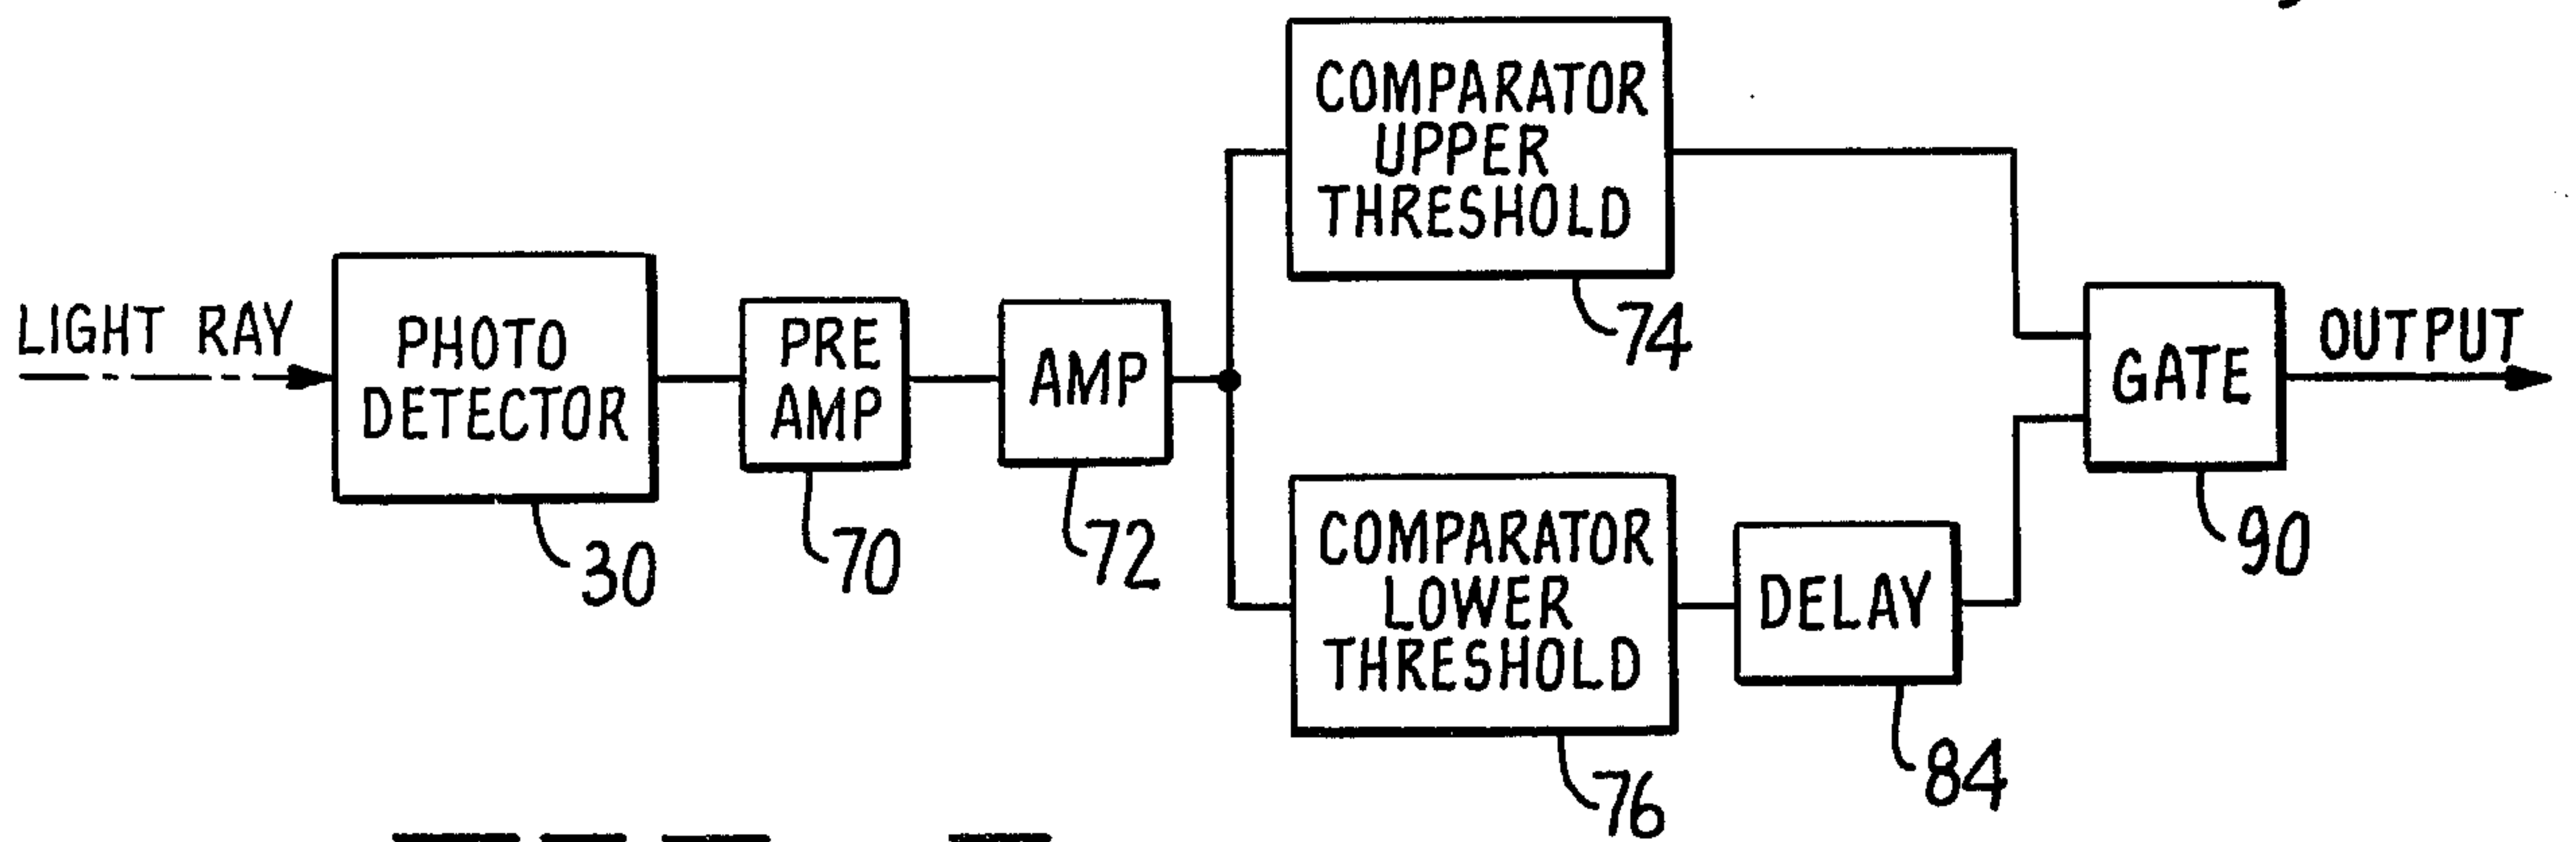 LIGHT RAY
PHOTO
DETECTOR
30
PRE
AMP
70
AMP
72
COMPARATOR
UPPER
THRESHOLD
74
COMPARATOR
LOWER
THRESHOLD
76
DELAY
84
GATE
90
OUTPUT